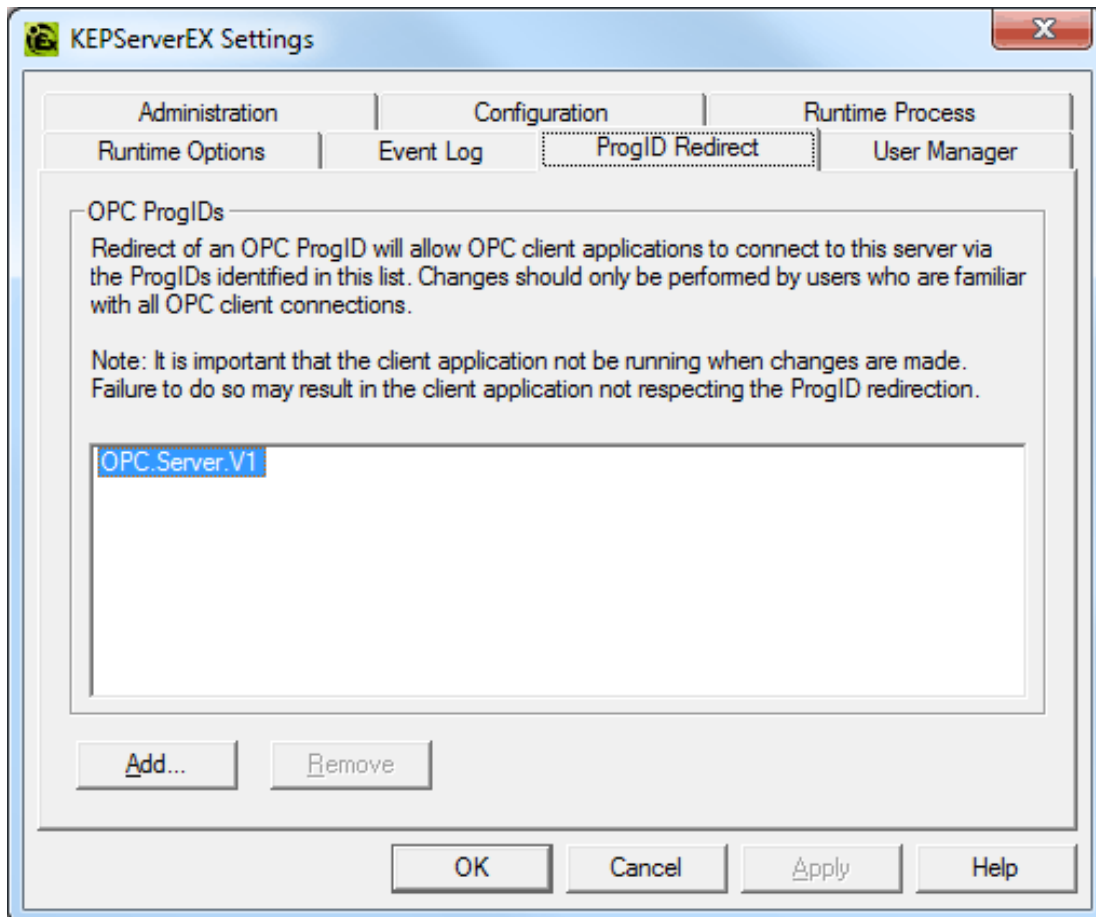 KEPServerEX Settings
X
Administration
Configuration
Runtime Process
Runtime Options
Event Log
ProgID Redirect
User Manager
OPC ProgIDs
Redirect of an OPC ProgID will allow OPC client applications to connect to this server via
the ProgIDs identified in this list. Changes should only be performed by users who are familiar
with all OPC client connections.
Note: It is important that the client application not be running when changes are made.
Failure to do so may result in the client application not respecting the ProgID redirection.
OPC.Server.V1
Add...
Remove
OK
Cancel
Apply
Help